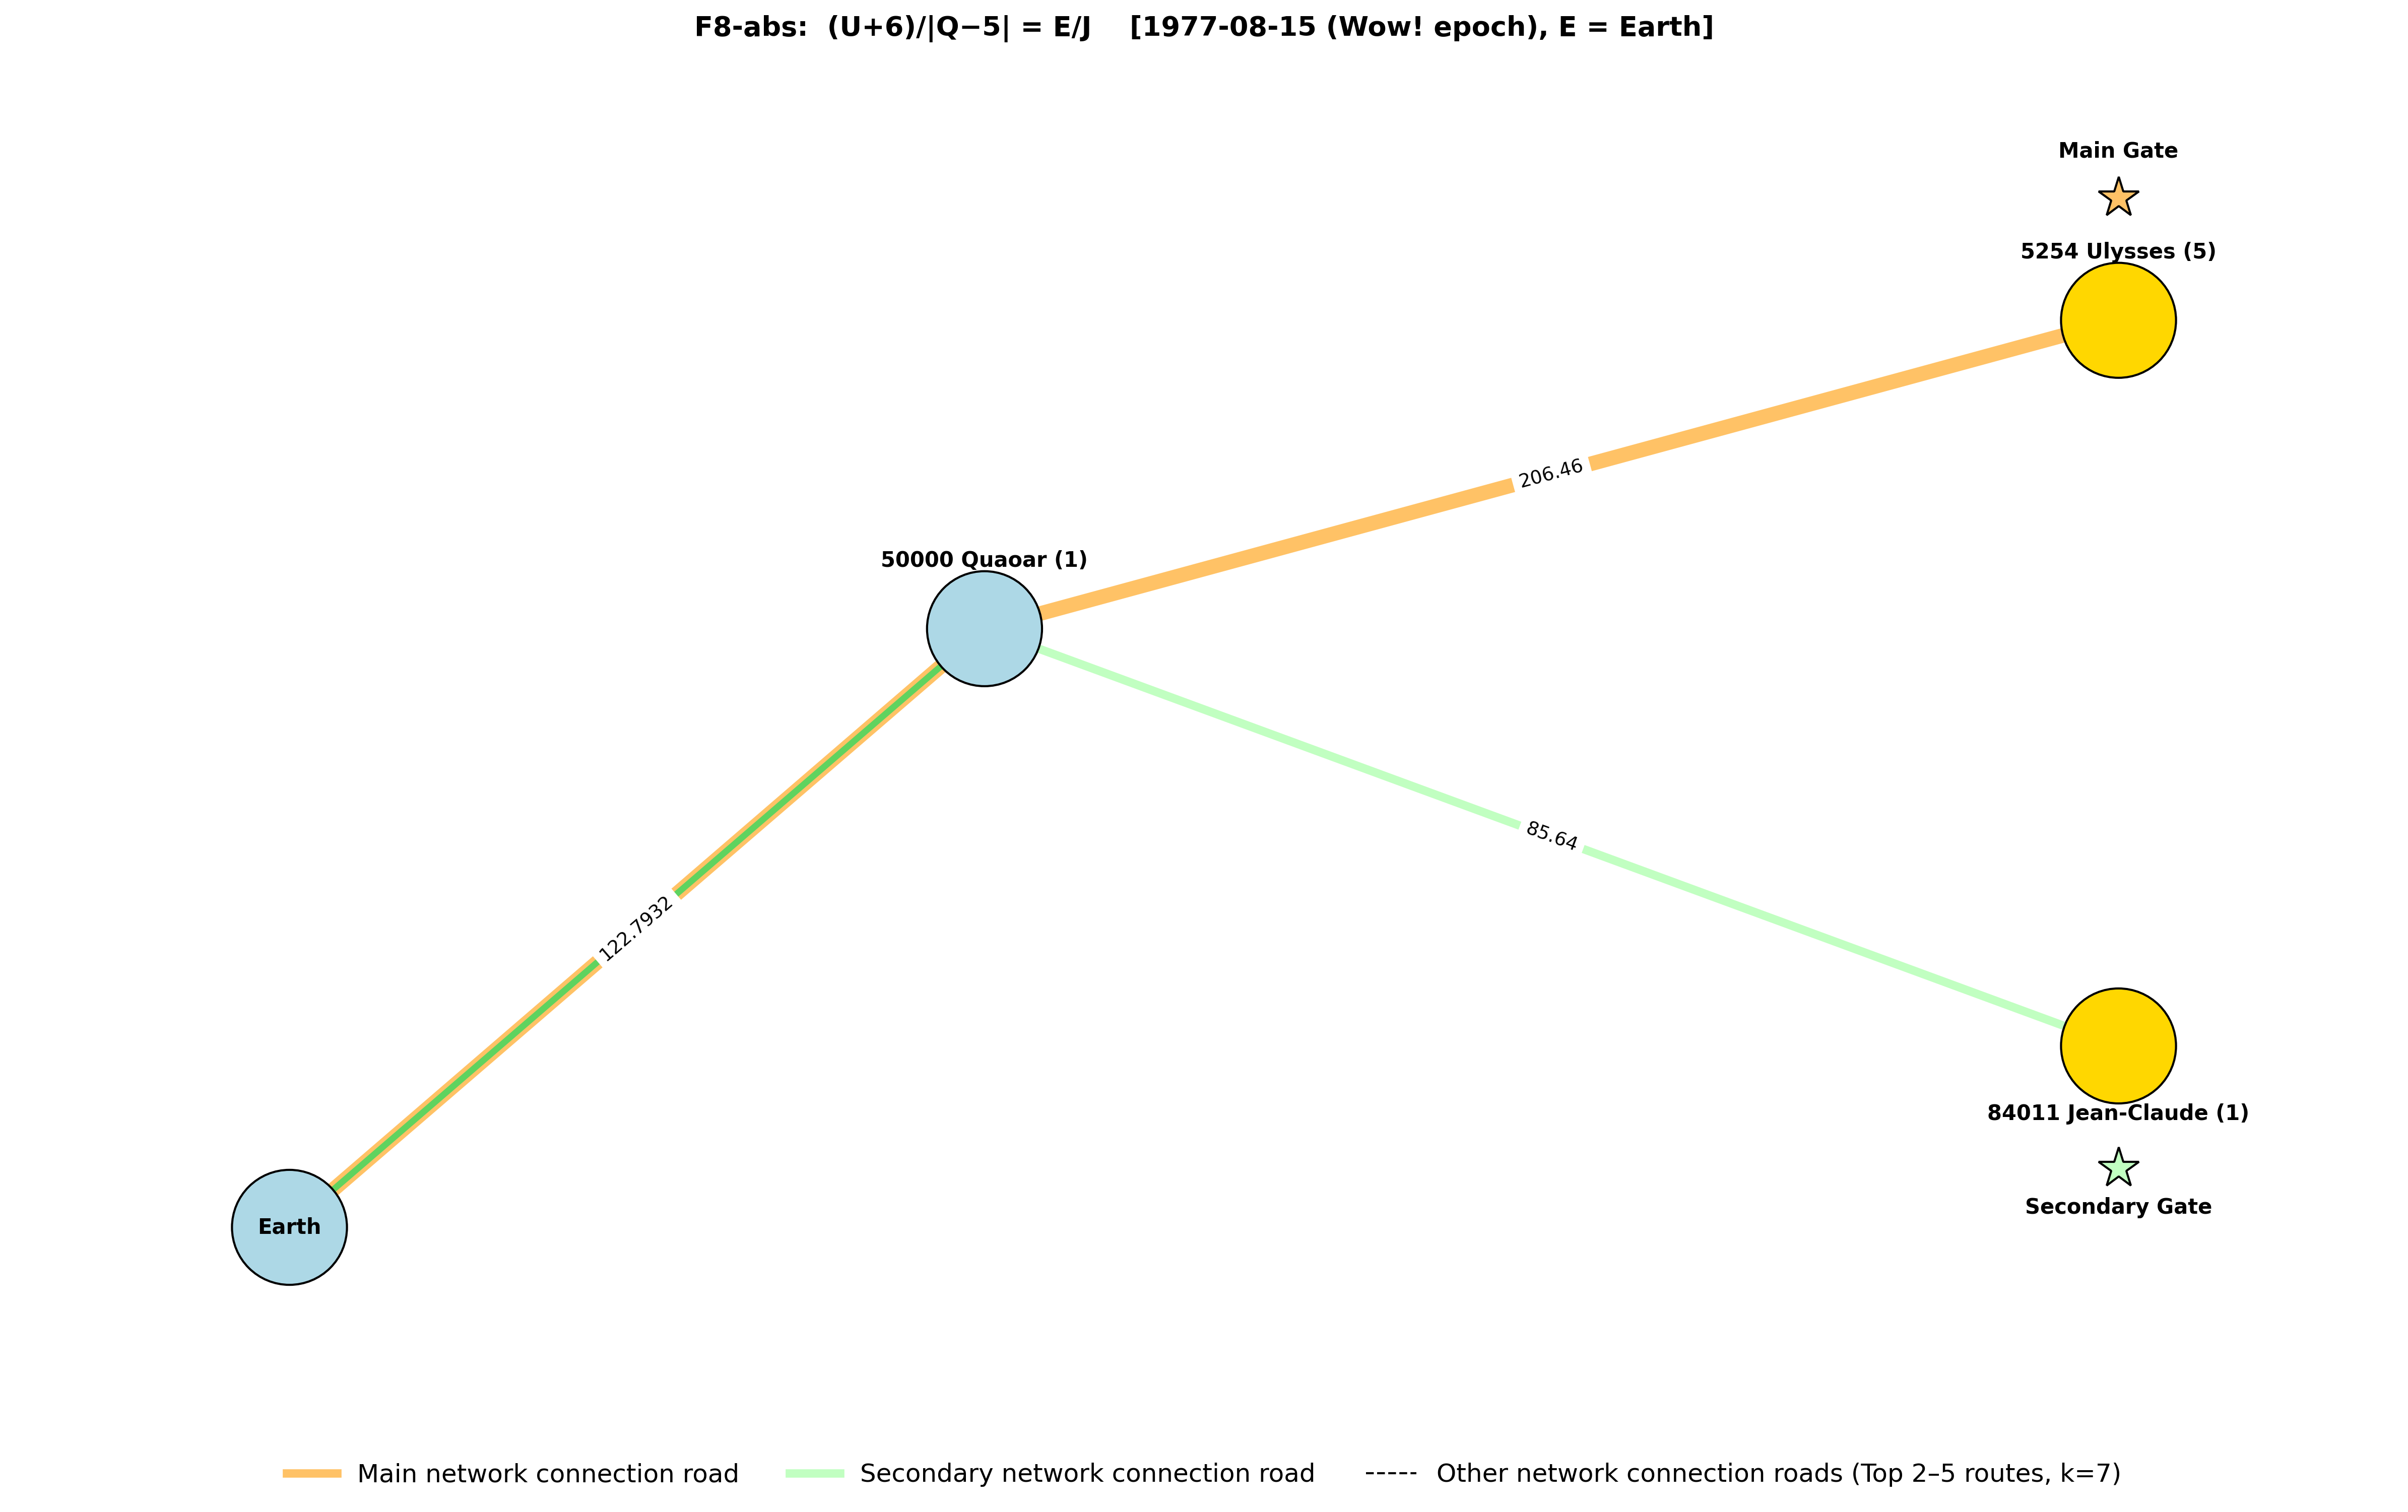 F8-abs:  (U+6)/|Q−5| = E/J    [1977-08-15 (Wow! epoch), E = Earth]
Main Gate
5254 Ulysses (5)
206.46
50000 Quaoar (1)
85.64
122.7932
84011 Jean-Claude (1)
Secondary Gate
Earth
Main network connection road
Secondary network connection road
Other network connection roads (Top 2–5 routes, k=7)